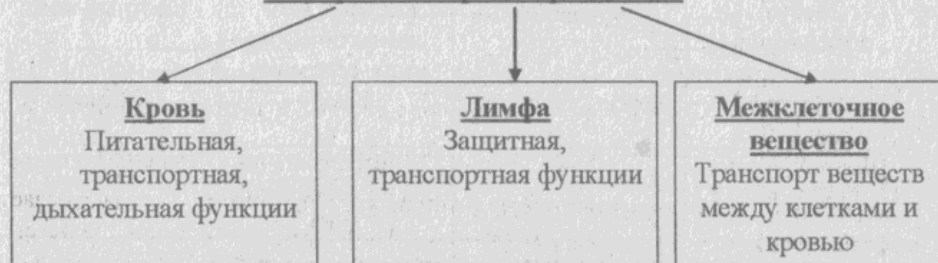 Кровь
Питательная,
транспортная,
дыхательная функции
Лимфа
Защитная,
транспортная функции
Межклеточное
вещество
Транспорт веществ
между клетками и
кровью